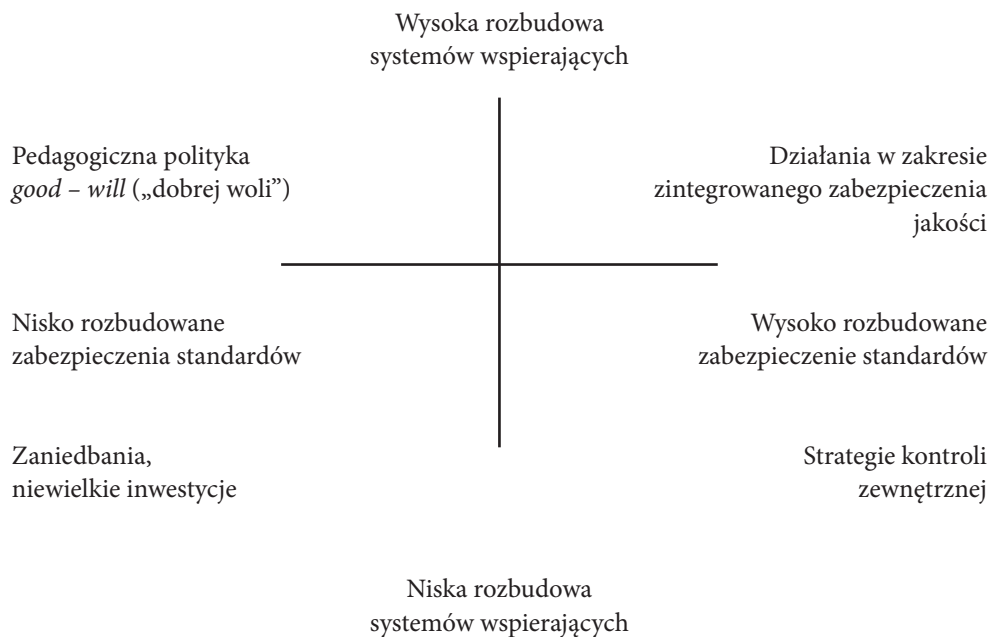 Wysoka rozbudowa
systemów wspierających
Pedagogiczna polityka
good – will („dobrej woli”)
Działania w zakresie
zintegrowanego zabezpieczenia
jakości
Nisko rozbudowane
zabezpieczenia standardów
Wysoko rozbudowane
zabezpieczenie standardów
Zaniedbania,
niewielkie inwestycje
Strategie kontroli
zewnętrznej
Niska rozbudowa
systemów wspierających